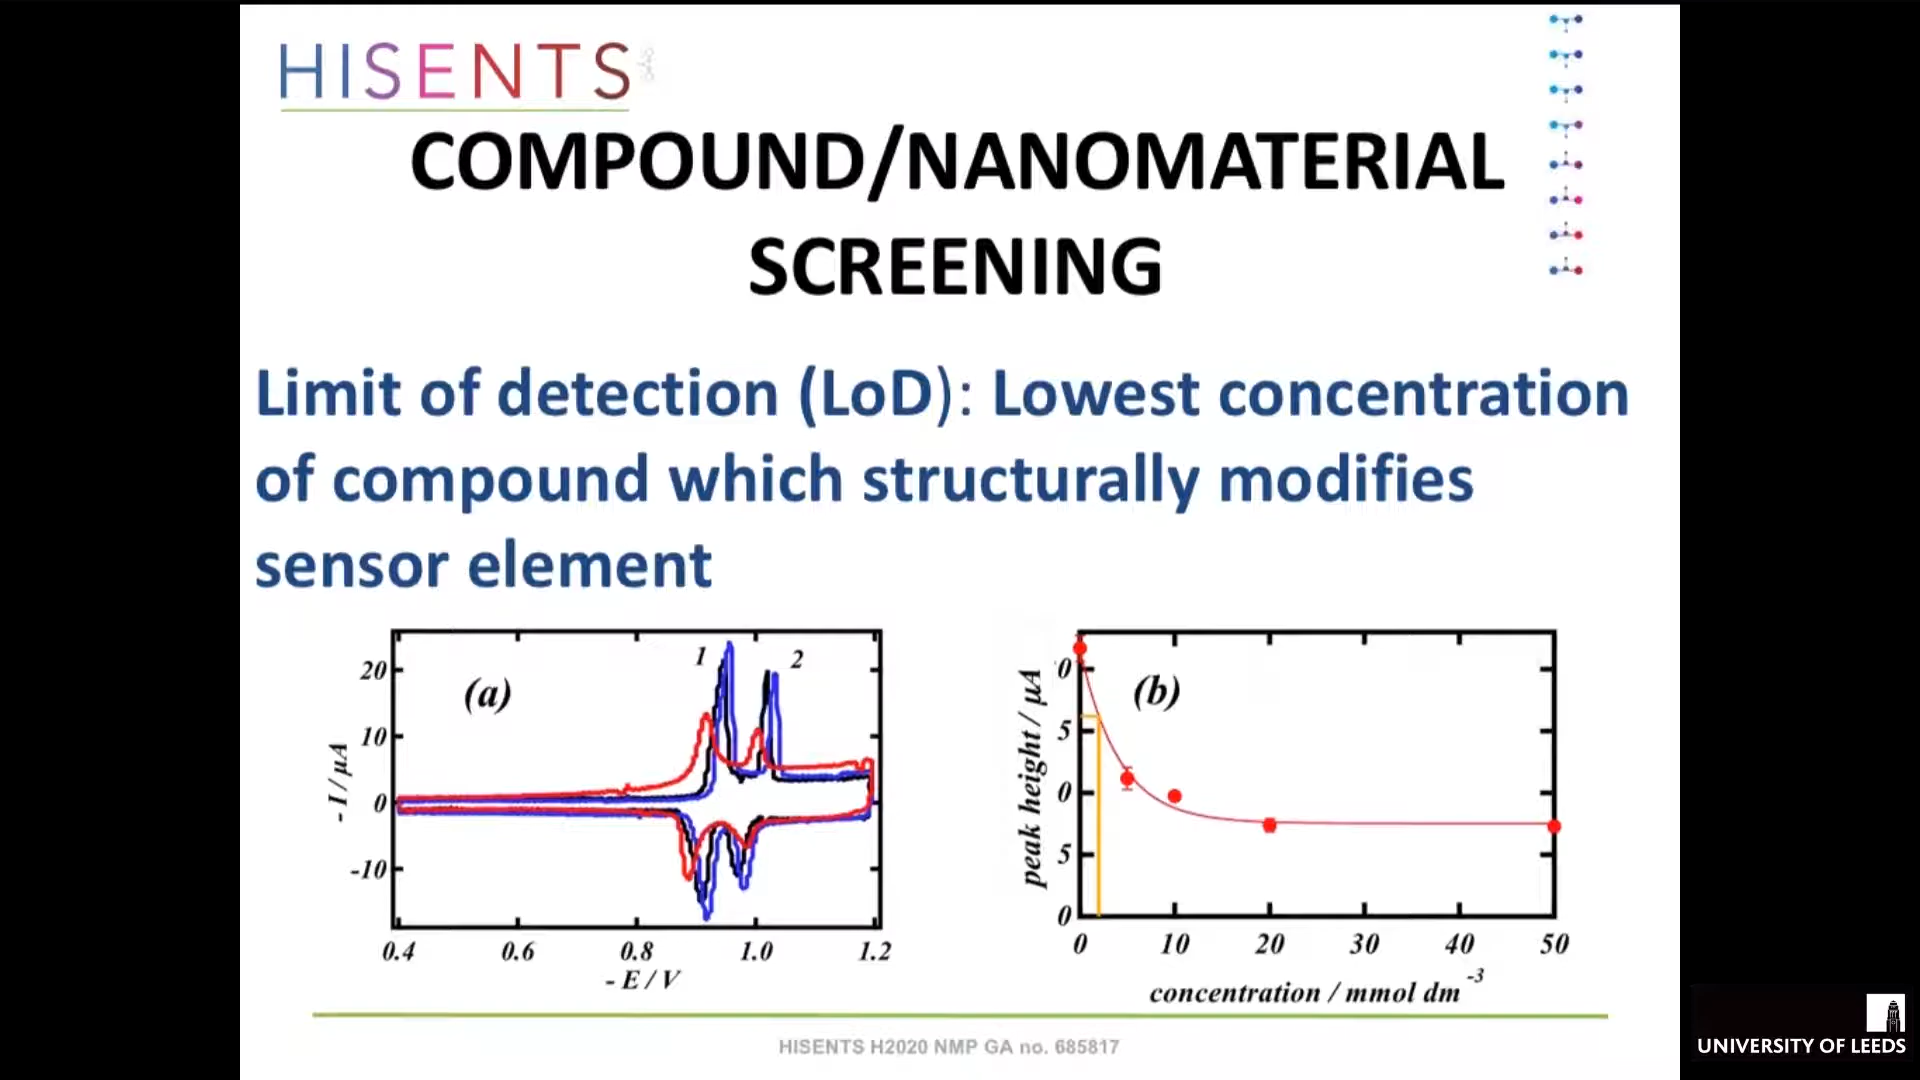 HISENTS
COMPOUND/NANOMATERIAL
SCREENING
Limit of detection (LoD): Lowest concentration
of compound which structurally modifies
sensor element
(a)
1
2
20
10
0
-10
- I / μA
0.4 0.6 0.8 1.0 1.2
- E / V
(b)
0
5
0
5
0
peak height / μA
0 10 20 30 40 50
concentration / mmol dm-3
HISENTS H2020 NMP GA no. 685817
UNIVERSITY OF LEEDS